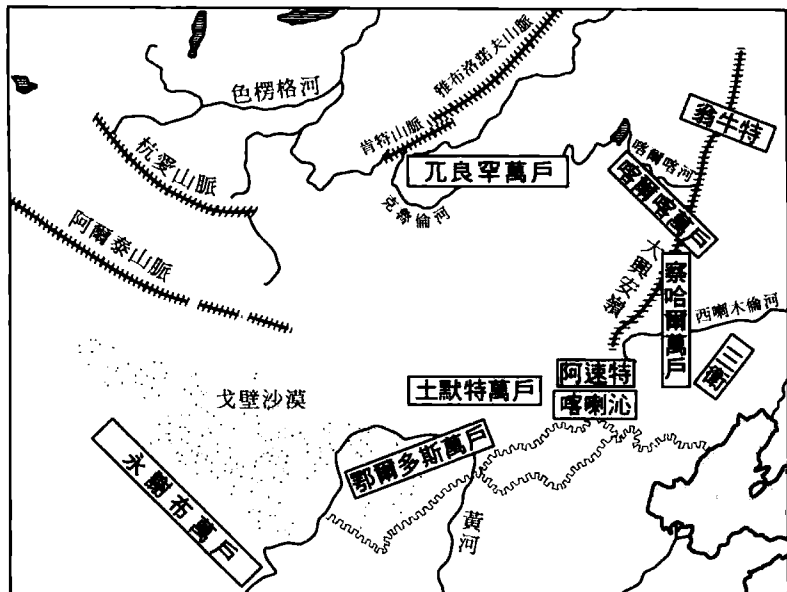 色楞格河
雅布洛諾夫山脈
肯特山脈
杭愛山脈
阿爾泰山脈
兀良罕萬戶
克魯倫河
翁牛特
喀爾喀河
喀爾喀萬戶
大興安嶺
察哈爾萬戶
西喇木倫河
三衛
阿速特
喀喇沁
土默特萬戶
戈壁沙漠
鄂爾多斯萬戶
永謝布萬戶
黃河